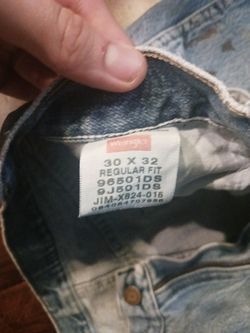 Wrangler
30 X 32
REGULAR FIT
96501DS
9J501DS
JIM-X824-016